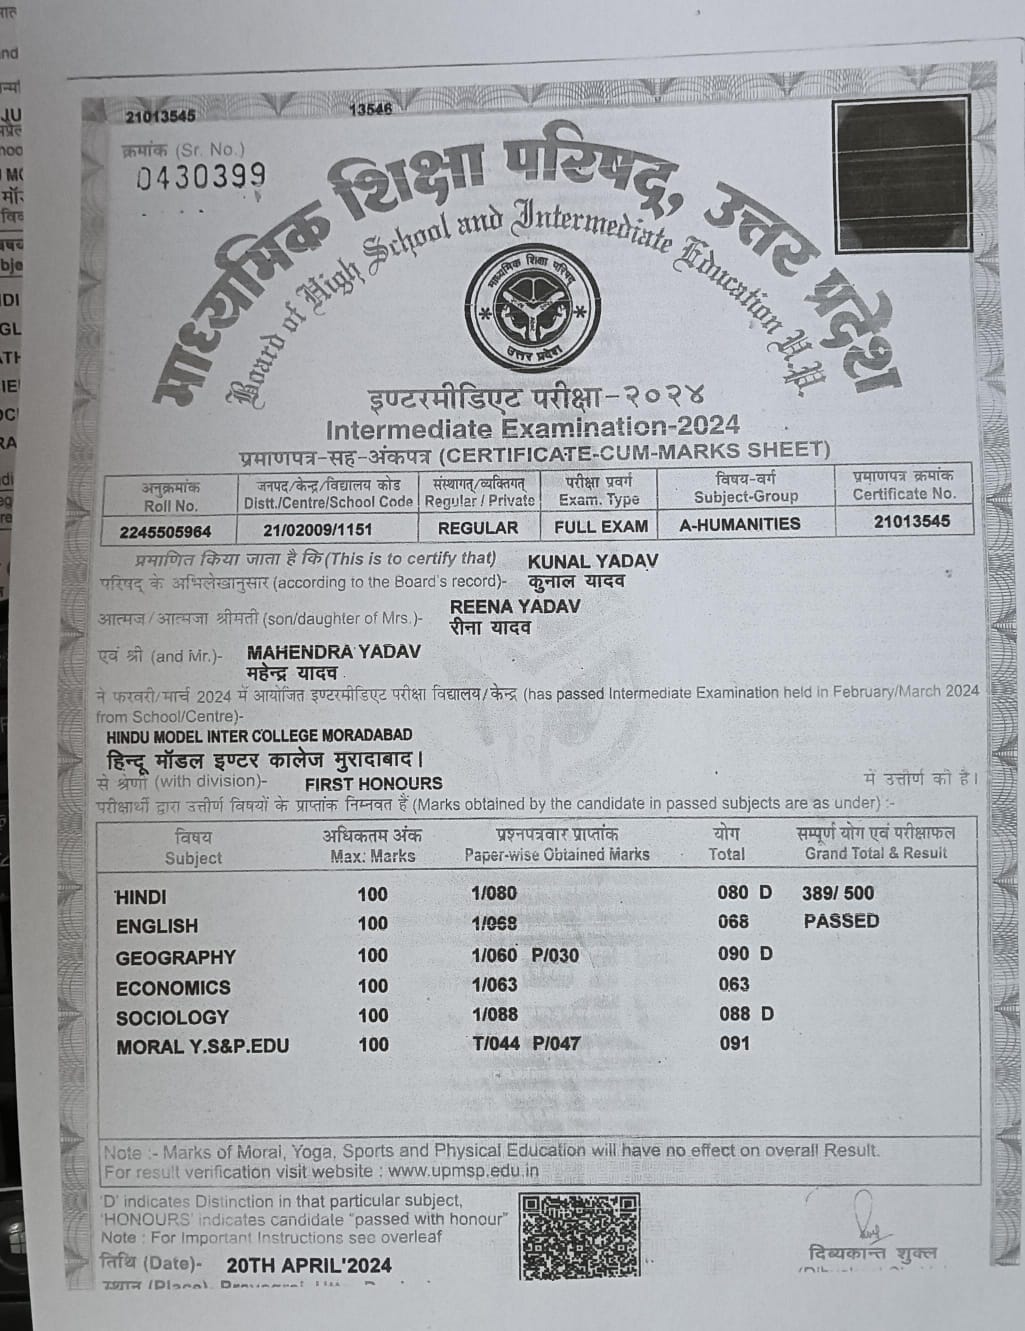 21013545 13546
क्रमांक (Sr. No.)
0430399
माध्यमिक शिक्षा परिषद्, उत्तर प्रदेश
Board of High School and Intermediate Education U.P.
माध्यमिक शिक्षा परिषद्
उत्तर प्रदेश
इण्टरमीडिएट परीक्षा-२०२४
Intermediate Examination-2024
प्रमाणपत्र-सह-अंकपत्र (CERTIFICATE-CUM-MARKS SHEET)
अनुक्रमांक जनपद/केन्द्र/विद्यालय कोड संस्थागत/व्यक्तिगत परीक्षा प्रवर्ग विषय-वर्ग प्रमाणपत्र क्रमांक
Roll No. Distt./Centre/School Code Regular / Private Exam. Type Subject-Group Certificate No.
2245505964 21/02009/1151 REGULAR FULL EXAM A-HUMANITIES 21013545
प्रमाणित किया जाता है कि (This is to certify that) KUNAL YADAV
परिषद् के अभिलेखानुसार (according to the Board's record)- कुनाल यादव
REENA YADAV
आत्मज/आत्मजा श्रीमती (son/daughter of Mrs.)- रीना यादव
एवं श्री (and Mr.)- MAHENDRA YADAV
महेन्द्र यादव
ने फरवरी/मार्च 2024 में आयोजित इण्टरमीडिएट परीक्षा विद्यालय/केन्द्र (has passed Intermediate Examination held in February/March 2024
from School/Centre)-
HINDU MODEL INTER COLLEGE MORADABAD
हिन्दू मॉडल इण्टर कालेज मुरादाबाद।
से श्रेणी (with division)- FIRST HONOURS में उत्तीर्ण की है।
परीक्षार्थी द्वारा उत्तीर्ण विषयों के प्राप्तांक निम्नवत हैं (Marks obtained by the candidate in passed subjects are as under) :-
विषय अधिकतम अंक प्रश्नपत्रवार प्राप्तांक योग सम्पूर्ण योग एवं परीक्षाफल
Subject Max: Marks Paper-wise Obtained Marks Total Grand Total & Result
HINDI 100 1/080 080 D 389/ 500
ENGLISH 100 1/068 068 PASSED
GEOGRAPHY 100 1/060 P/030 090 D
ECONOMICS 100 1/063 063
SOCIOLOGY 100 1/088 088 D
MORAL Y.S&P.EDU 100 T/044 P/047 091
Note :- Marks of Moral, Yoga, Sports and Physical Education will have no effect on overall Result.
For result verification visit website : www.upmsp.edu.in
'D' indicates Distinction in that particular subject,
'HONOURS' indicates candidate "passed with honour"
Note : For Important Instructions see overleaf
तिथि (Date)- 20TH APRIL'2024
दिव्यकान्त शुक्ल
स्थान (Place)